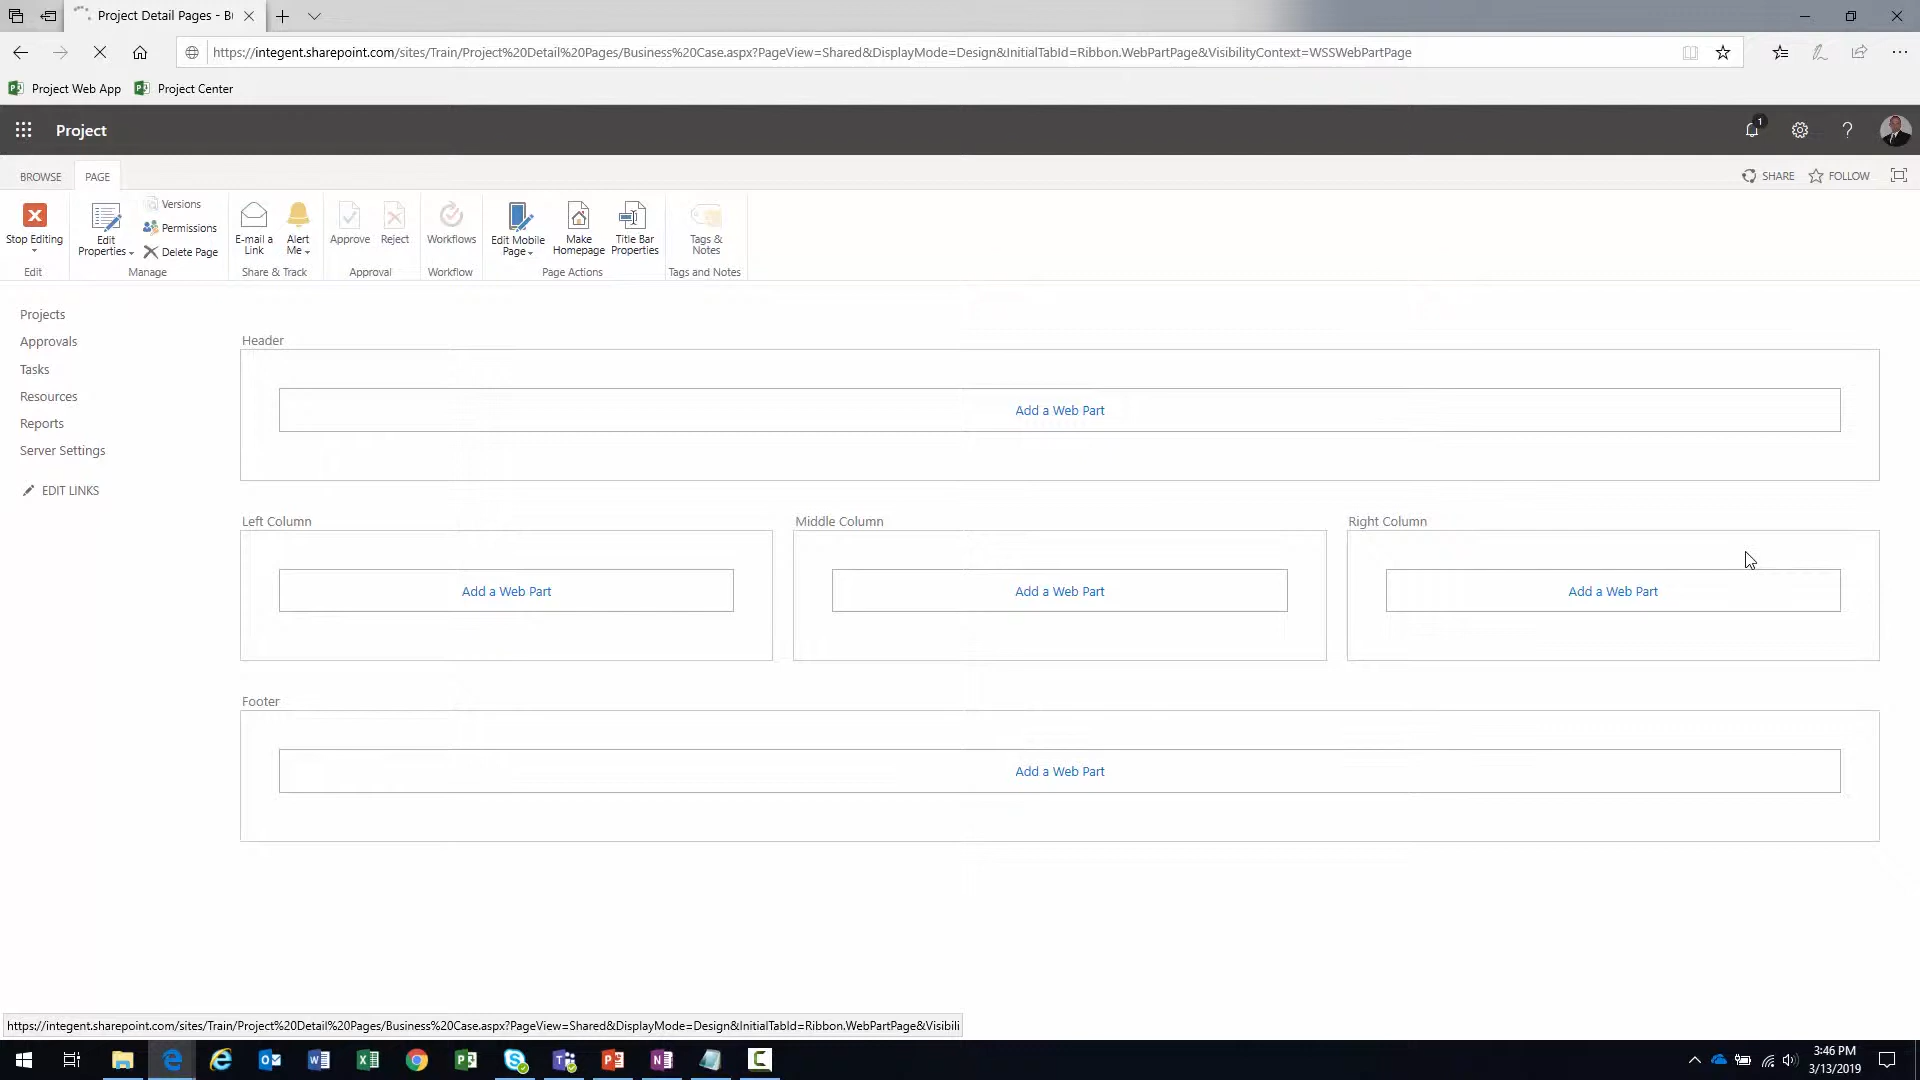 Project Detail Pages - Bu
https://integent.sharepoint.com/sites/Train/Project%20Detail%20Pages/Business%20Case.aspx?PageView=Shared&DisplayMode=Design&InitialTabId=Ribbon.WebPartPage&VisibilityContext=WSSWebPartPage
Project Web App
Project Center
Project
1
BROWSE
PAGE
SHARE
FOLLOW
Stop Editing
Edit
Edit Properties
Versions
Permissions
Delete Page
Manage
E-mail a Link
Alert Me
Share & Track
Approve
Reject
Approval
Workflows
Workflow
Edit Mobile Page
Make Homepage
Title Bar Properties
Page Actions
Tags & Notes
Tags and Notes
Projects
Approvals
Tasks
Resources
Reports
Server Settings
EDIT LINKS
Header
Add a Web Part
Left Column
Middle Column
Right Column
Add a Web Part
Add a Web Part
Add a Web Part
Footer
Add a Web Part
https://integent.sharepoint.com/sites/Train/Project%20Detail%20Pages/Business%20Case.aspx?PageView=Shared&DisplayMode=Design&InitialTabId=Ribbon.WebPartPage&Visibili
3:46 PM
3/13/2019